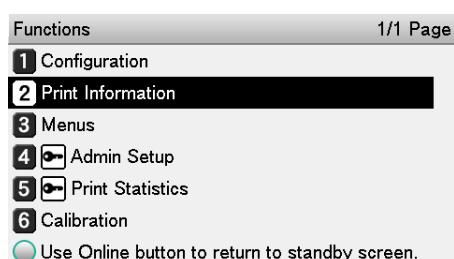 Functions 1/1 Page
1 Configuration
2 Print Information
3 Menus
4 Admin Setup
5 Print Statistics
6 Calibration
Use Online button to return to standby screen.